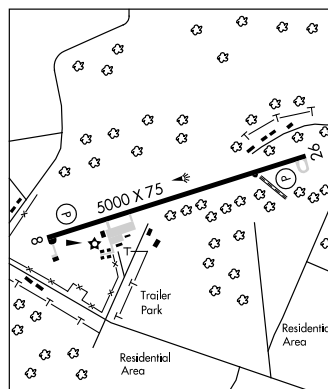 26
P
5000 X 75
P
8
Trailer
Park
Residential
Area
Residential
Area